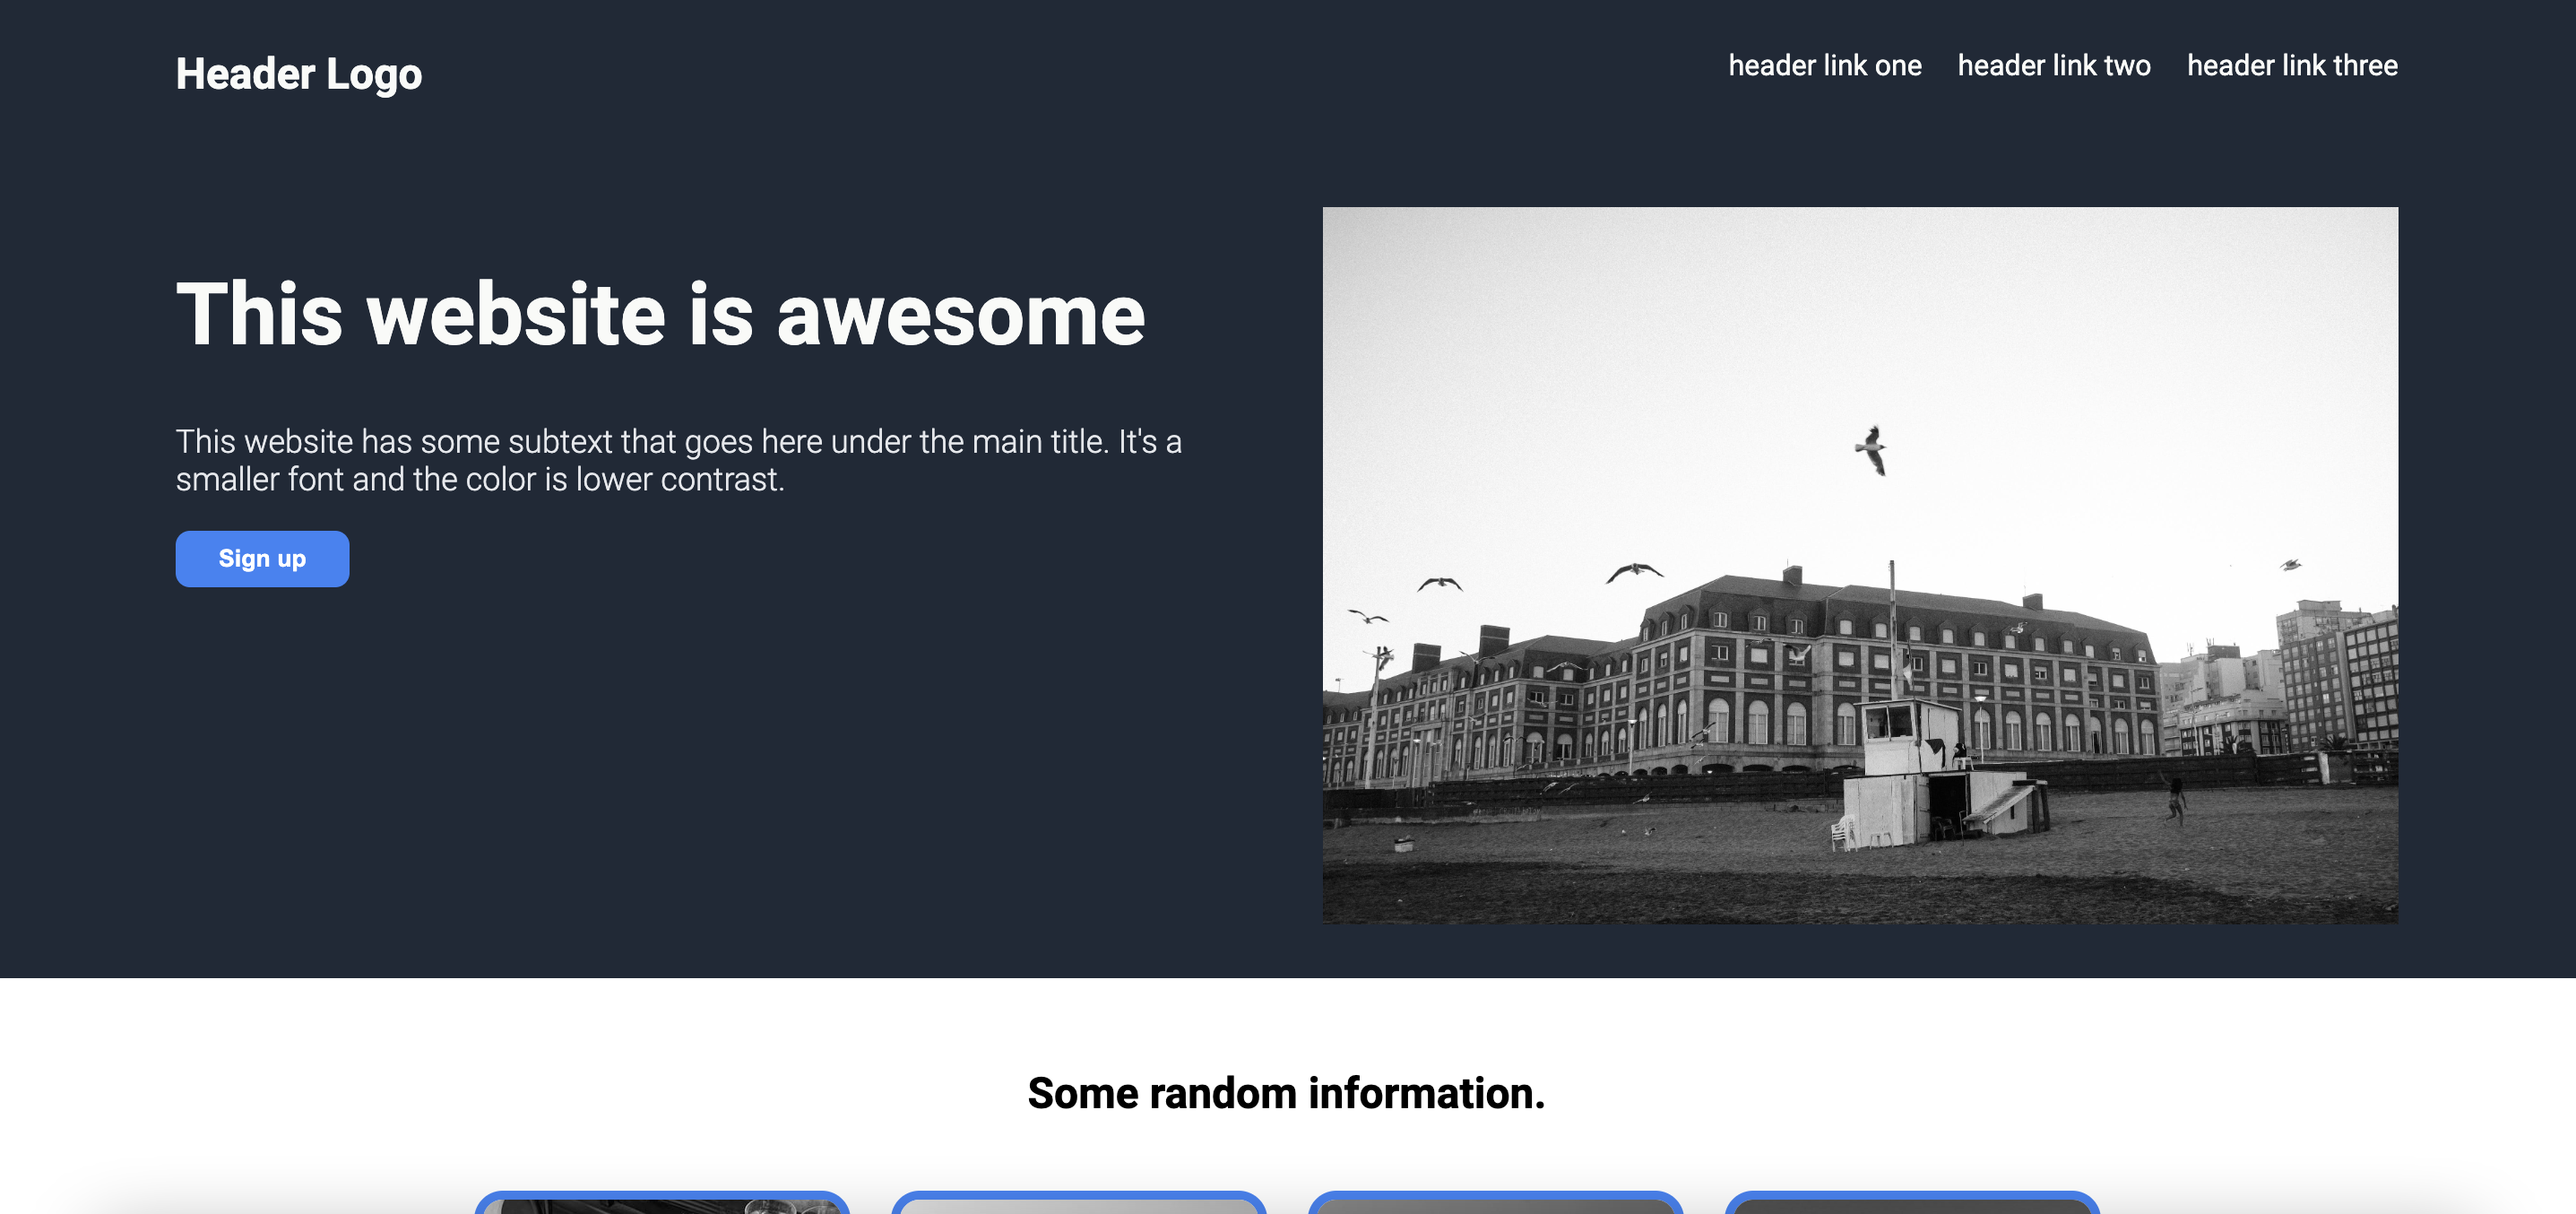 Header Logo
header link one
header link two
header link three
This website is awesome
This website has some subtext that goes here under the main title. It's a
smaller font and the color is lower contrast.
Sign up
Some random information.